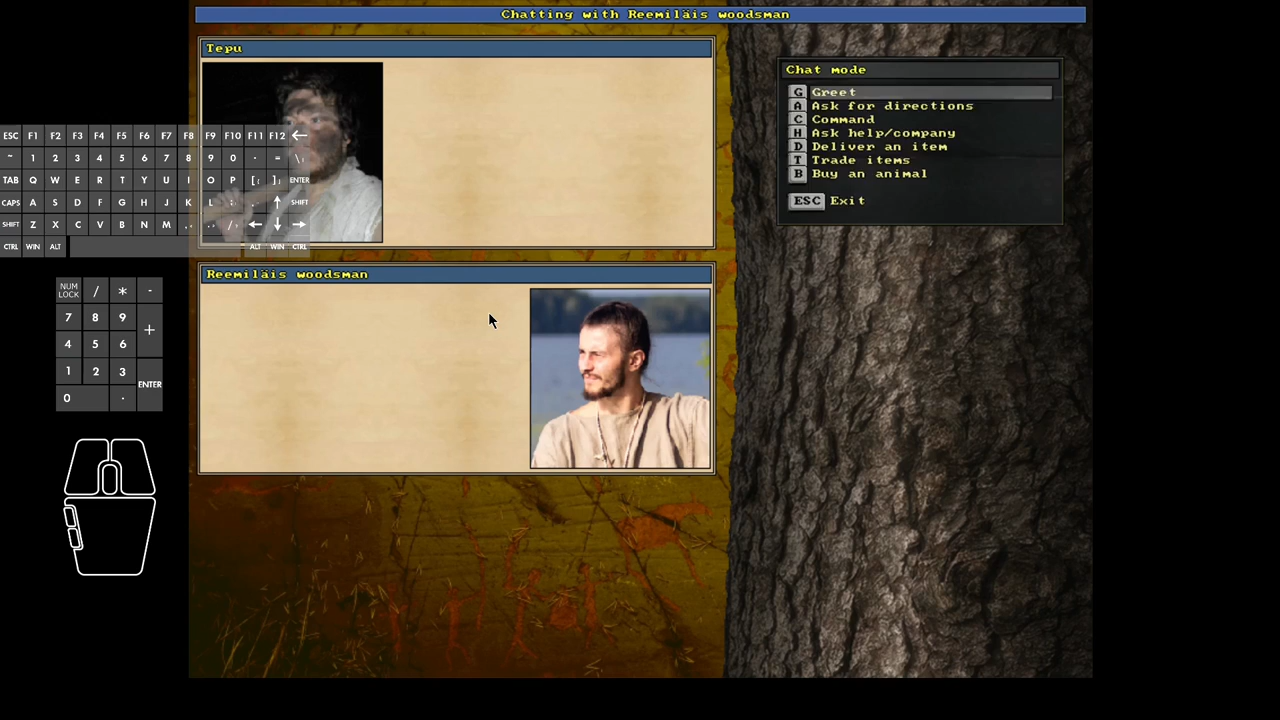 Chatting with Reemiläis woodsman
Tepu
Chat mode
G Greet
A Ask for directions
C Command
H Ask help/company
D Deliver an item
T Trade items
B Buy an animal
ESC Exit
ESC F1 F2 F3 F4 F5 F6 F7 F8 F9 F10 F11 F12
~ 1 2 3 4 5 6 7 8 9 0 - =
TAB Q W E R T Y U I O P [ ] ENTER
CAPS A S D F G H J K L SHIFT
SHIFT Z X C V B N M
CTRL WIN ALT ALT WIN CTRL
Reemiläis woodsman
NUM LOCK / * -
7 8 9 +
4 5 6
1 2 3 ENTER
0 .